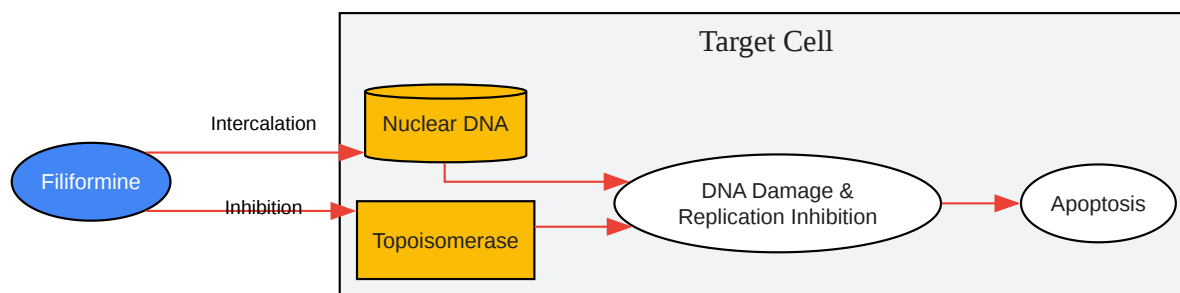 Target Cell
Intercalation
Nuclear DNA
Filiformine
Inhibition
Topoisomerase
DNA Damage &
Replication Inhibition
Apoptosis